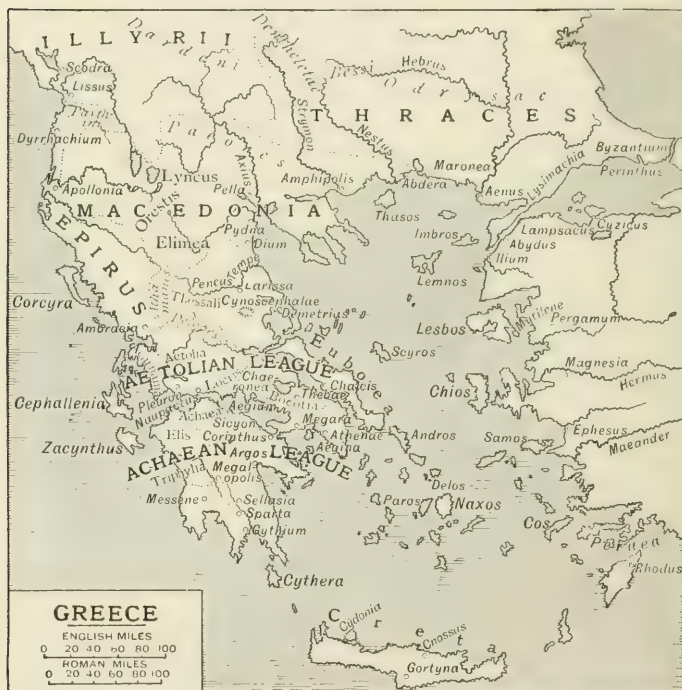 ILLYRII
Dardani
Dentheletae
Scodra
Lissus
Bessi
Hebrus
Odrysae
Parthini
THRACES
Paeones
Strymon
Nestus
Dyrrhachium
Byzantium
Perinthus
Lysimachia
Maronea
Axius
Lyncus
Pella
Amphipolis
Abdera
Aenus
Apollonia
Orestis
MACEDONIA
Thasos
Lampsacus
Cyzicus
Pydna
Imbros
Abydus
Elimea
Dium
Ilium
EPIRUS
Peneus
Tempe
Larissa
Lemnos
Thessali
Cynoscephalae
Corcyra
Demetrias
Lesbos
Mytilene
Pergamum
Ambracia
Euboea
Scyros
Aetolia
Magnesia
AETOLIAN LEAGUE
Locris
Chaeronea
Chalcis
Chios
Hermus
Cephallenia
Pleuron
Thebae
Naupactus
Boeotia
Achaea
Aegium
Megara
Sicyon
Elis
Corinthus
Athenae
Andros
Samos
Ephesus
Zacynthus
Argos
Aegina
Maeander
ACHAEAN LEAGUE
Triphylia
Megalopolis
Delos
Messene
Sellasia
Paros
Naxos
Sparta
Cos
Peraea
Gythium
Rhodus
Cythera
Creta
Cydonia
Cnossus
Gortyna
GREECE
ENGLISH MILES
0 20 40 60 80 100
ROMAN MILES
0 20 40 60 80 100